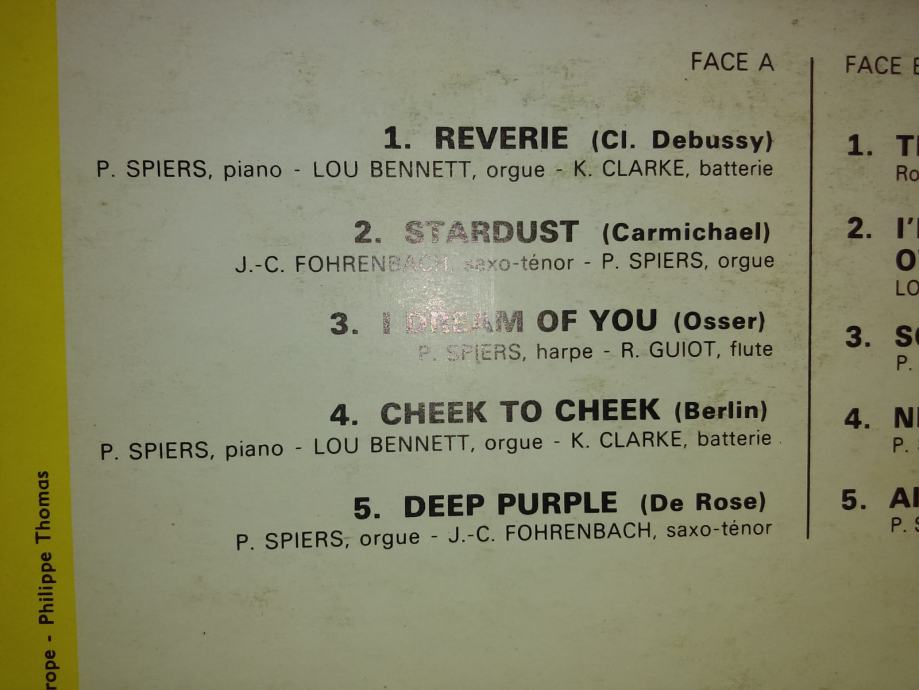 FACE A
1. REVERIE (Cl. Debussy)
P. SPIERS, piano - LOU BENNETT, orgue - K. CLARKE, batterie
2. STARDUST (Carmichael)
J.-C. FOHRENBACH, saxo-ténor - P. SPIERS, orgue
3. I DREAM OF YOU (Osser)
P. SPIERS, harpe - R. GUIOT, flute
4. CHEEK TO CHEEK (Berlin)
P. SPIERS, piano - LOU BENNETT, orgue - K. CLARKE, batterie
5. DEEP PURPLE (De Rose)
P. SPIERS, orgue - J.-C. FOHRENBACH, saxo-ténor
FACE
1.
2.
LO
3.
P.
4.
P.
5.
P.
- Philippe Thomas